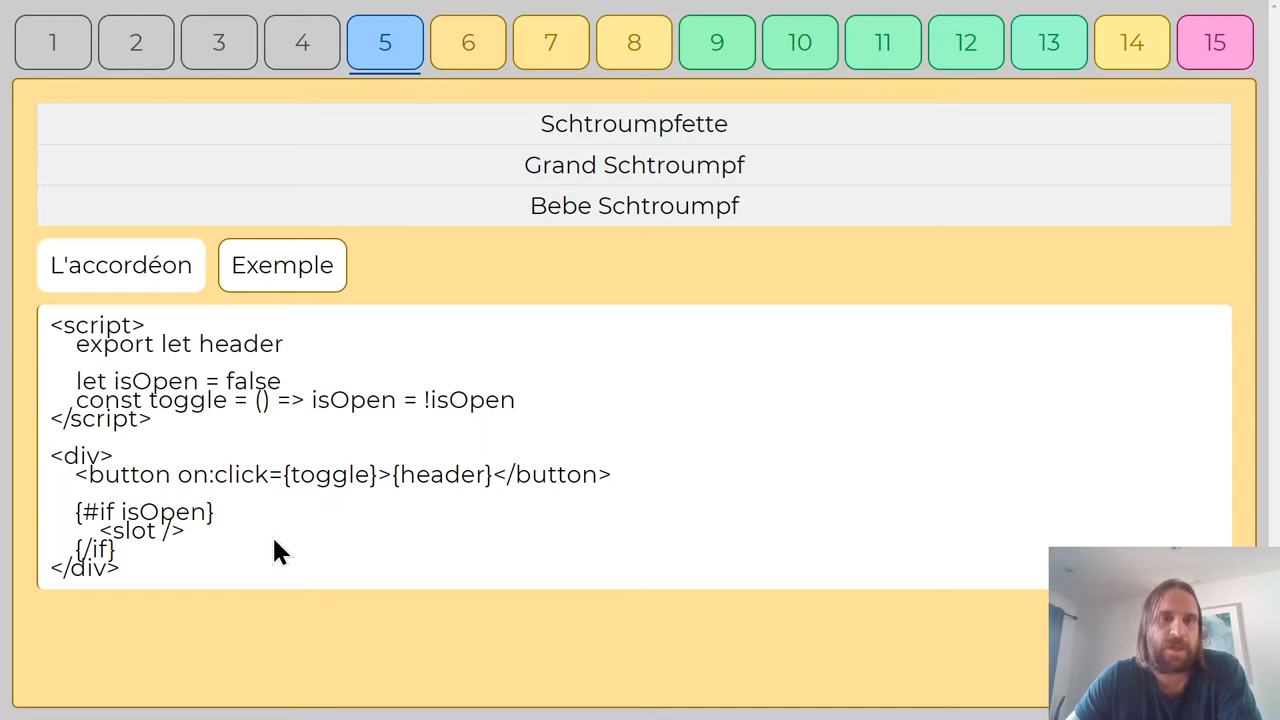 1 2 3 4 5 6 7 8 9 10 11 12 13 14 15
Schtroumpfette
Grand Schtroumpf
Bebe Schtroumpf
L'accordéon Exemple
<script>
export let header
let isOpen = false
const toggle = () => isOpen = !isOpen
</script>
<div>
<button on:click={toggle}>{header}</button>
{#if isOpen}
<slot />
{/if}
</div>